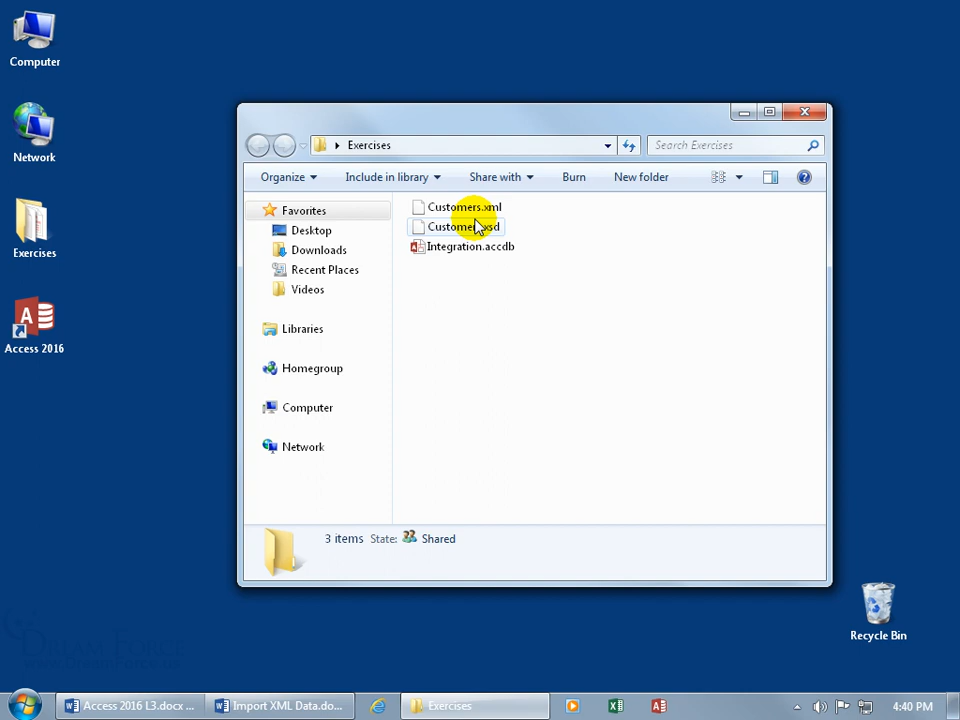 Computer
Network
Exercises
Access 2016
Exercises
Search Exercises
Organize
Include in library
Share with
Burn
New folder
Favorites
Desktop
Downloads
Recent Places
Videos
Libraries
Homegroup
Computer
Network
Customers.xml
Customers.xsd
Integration.accdb
3 items State: Shared
Recycle Bin
DREAM FORCE
Access 2016 L3.docx ...
Import XML Data.do...
Exercises
4:40 PM